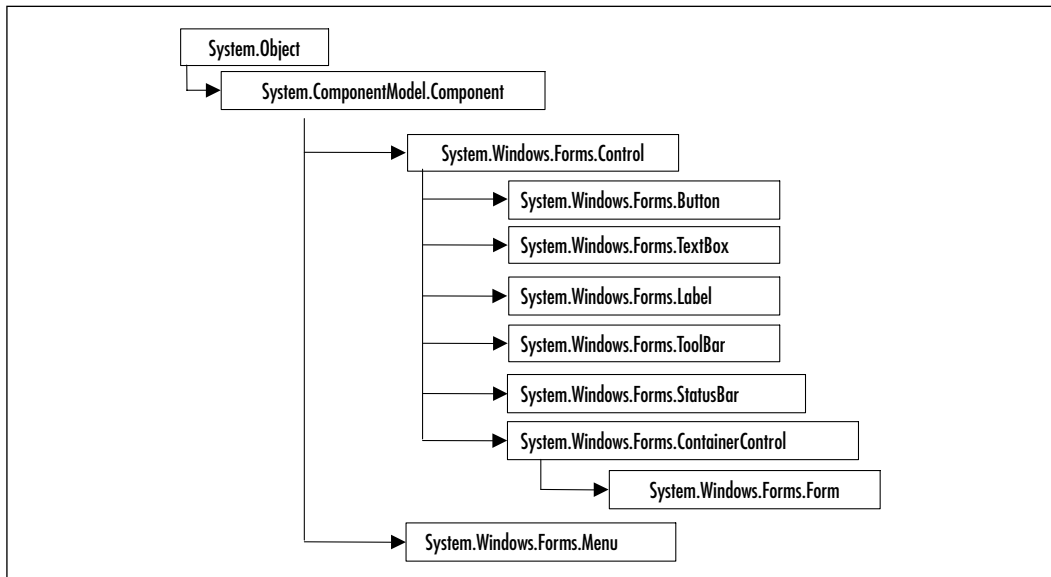 System.Object
System.ComponentModel.Component
System.Windows.Forms.Control
System.Windows.Forms.Button
System.Windows.Forms.TextBox
System.Windows.Forms.Label
System.Windows.Forms.ToolBar
System.Windows.Forms.StatusBar
System.Windows.Forms.ContainerControl
System.Windows.Forms.Form
System.Windows.Forms.Menu